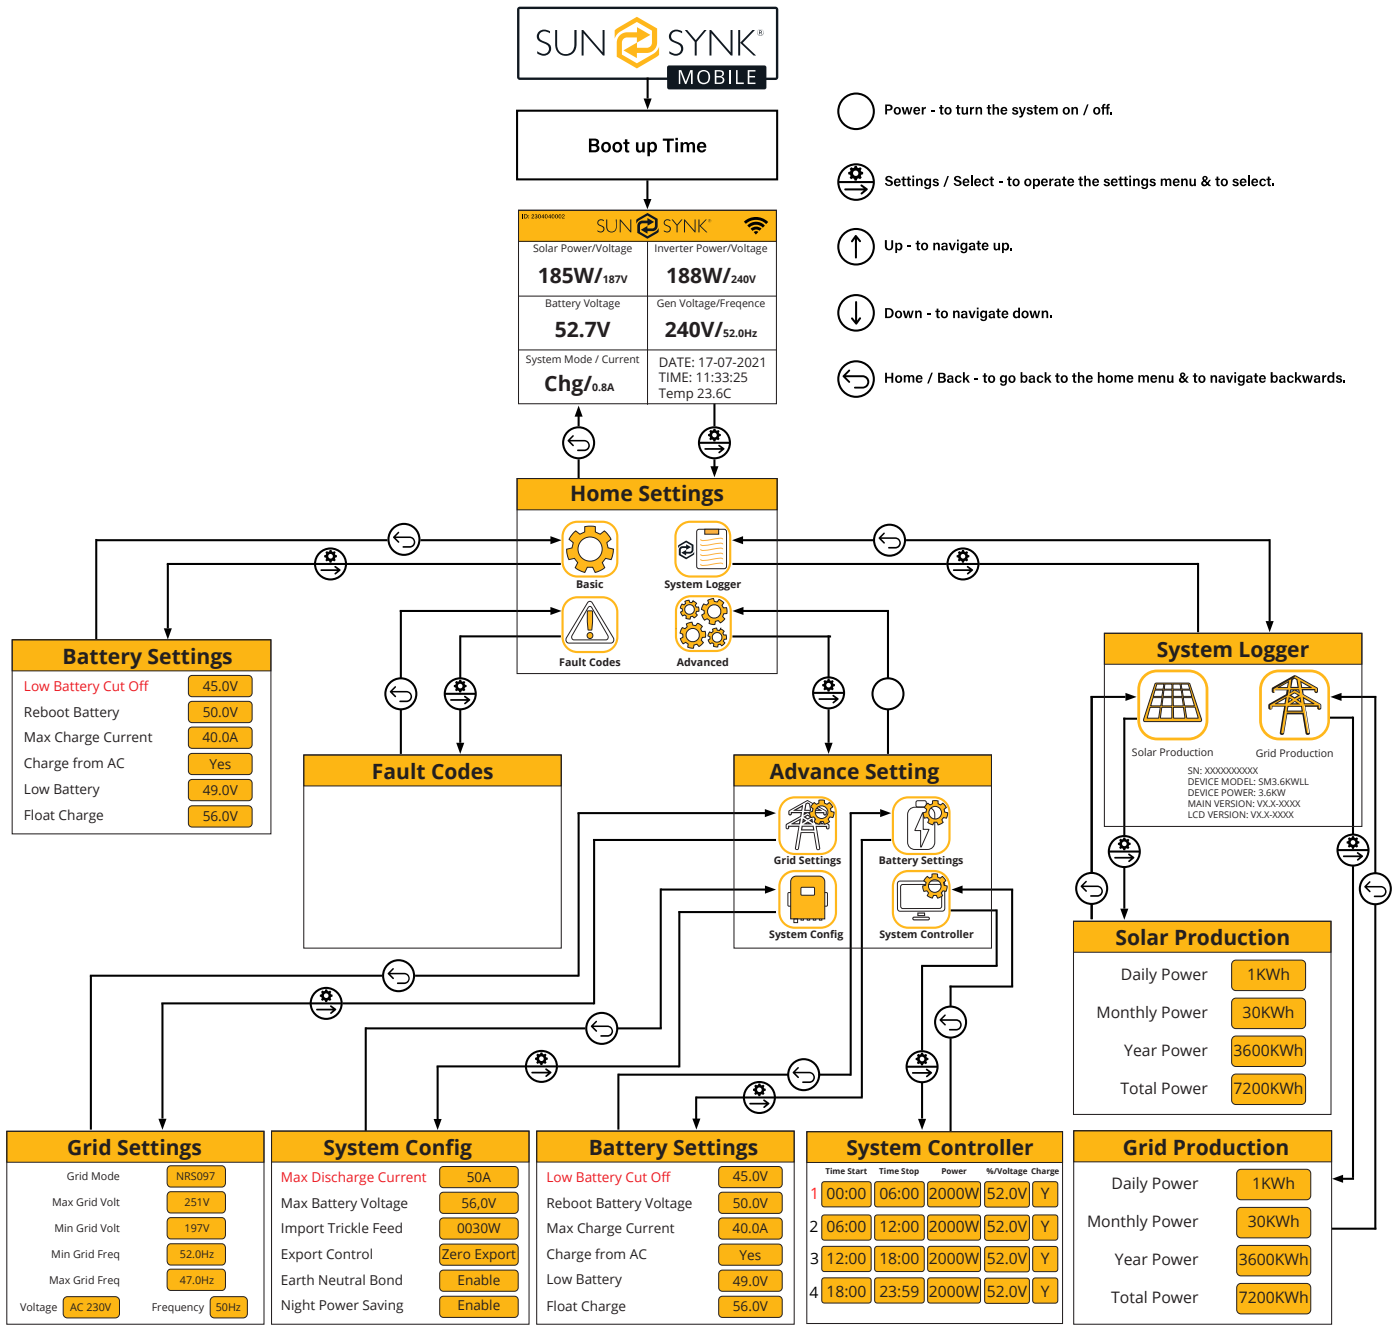 SUN SYNK®
MOBILE
Boot up Time
Power - to turn the system on / off.
Settings / Select - to operate the settings menu & to select.
Up - to navigate up.
Down - to navigate down.
Home / Back - to go back to the home menu & to navigate backwards.
ID: 2304040002
SUN SYNK®
Solar Power/Voltage
185W/187V
Inverter Power/Voltage
188W/240V
Battery Voltage
52.7V
Gen Voltage/Freqence
240V/52.0Hz
System Mode / Current
Chg/0.8A
DATE: 17-07-2021
TIME: 11:33:25
Temp 23.6C
Home Settings
Basic
System Logger
Fault Codes
Advanced
Battery Settings
Low Battery Cut Off 45.0V
Reboot Battery 50.0V
Max Charge Current 40.0A
Charge from AC Yes
Low Battery 49.0V
Float Charge 56.0V
Fault Codes
Advance Setting
Grid Settings
Battery Settings
System Config
System Controller
System Logger
Solar Production
Grid Production
SN: XXXXXXXXXX
DEVICE MODEL: SM3.6KWLL
DEVICE POWER: 3.6KW
MAIN VERSION: VX.X-XXXX
LCD VERSION: VX.X-XXXX
Solar Production
Daily Power 1KWh
Monthly Power 30KWh
Year Power 3600KWh
Total Power 7200KWh
Grid Settings
Grid Mode NRS097
Max Grid Volt 251V
Min Grid Volt 197V
Min Grid Freq 52.0Hz
Max Grid Freq 47.0Hz
Voltage AC 230V Frequency 50Hz
System Config
Max Discharge Current 50A
Max Battery Voltage 56,0V
Import Trickle Feed 0030W
Export Control Zero Export
Earth Neutral Bond Enable
Night Power Saving Enable
Battery Settings
Low Battery Cut Off 45.0V
Reboot Battery Voltage 50.0V
Max Charge Current 40.0A
Charge from AC Yes
Low Battery 49.0V
Float Charge 56.0V
System Controller
Time Start Time Stop Power %/Voltage Charge
1 00:00 06:00 2000W 52.0V Y
2 06:00 12:00 2000W 52.0V Y
3 12:00 18:00 2000W 52.0V Y
4 18:00 23:59 2000W 52.0V Y
Grid Production
Daily Power 1KWh
Monthly Power 30KWh
Year Power 3600KWh
Total Power 7200KWh